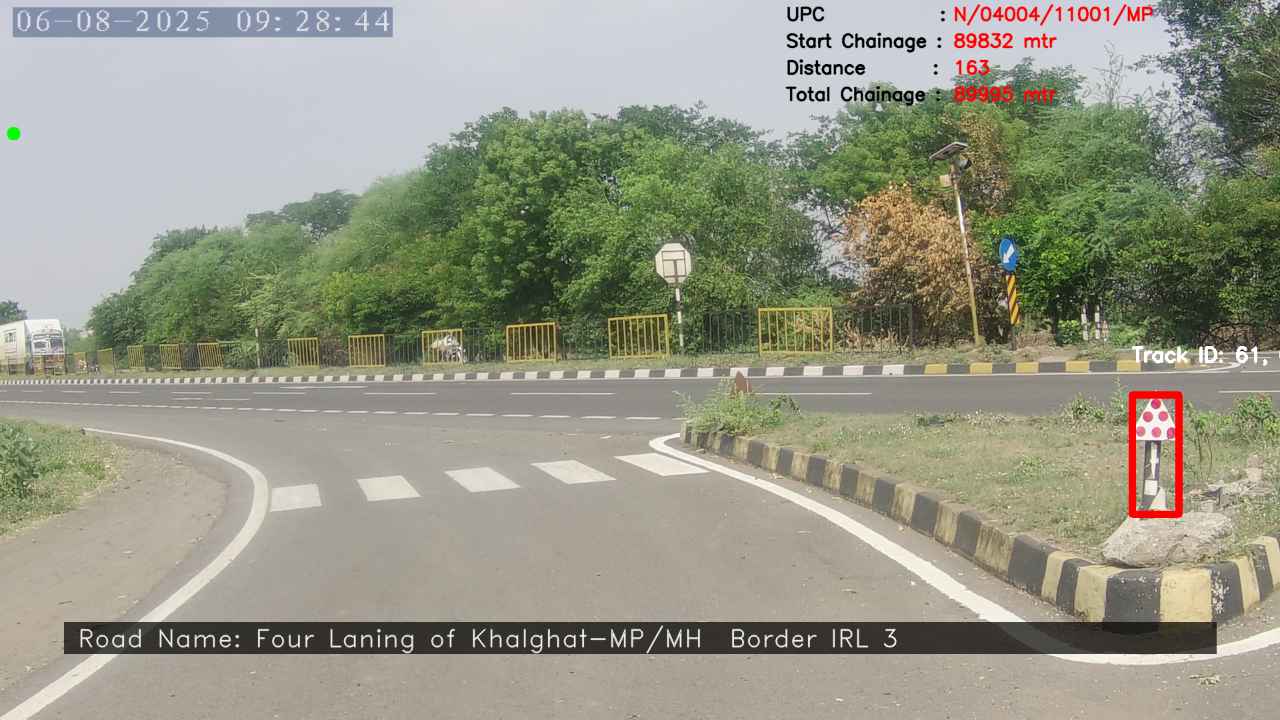 06-08-2025 09:28:44
UPC : N/04004/11001/MP
Start Chainage : 89832 mtr
Distance : 163
Total Chainage : 89995 mtr
Track ID: 61,
Road Name: Four Laning of Khalghat-MP/MH Border IRL 3